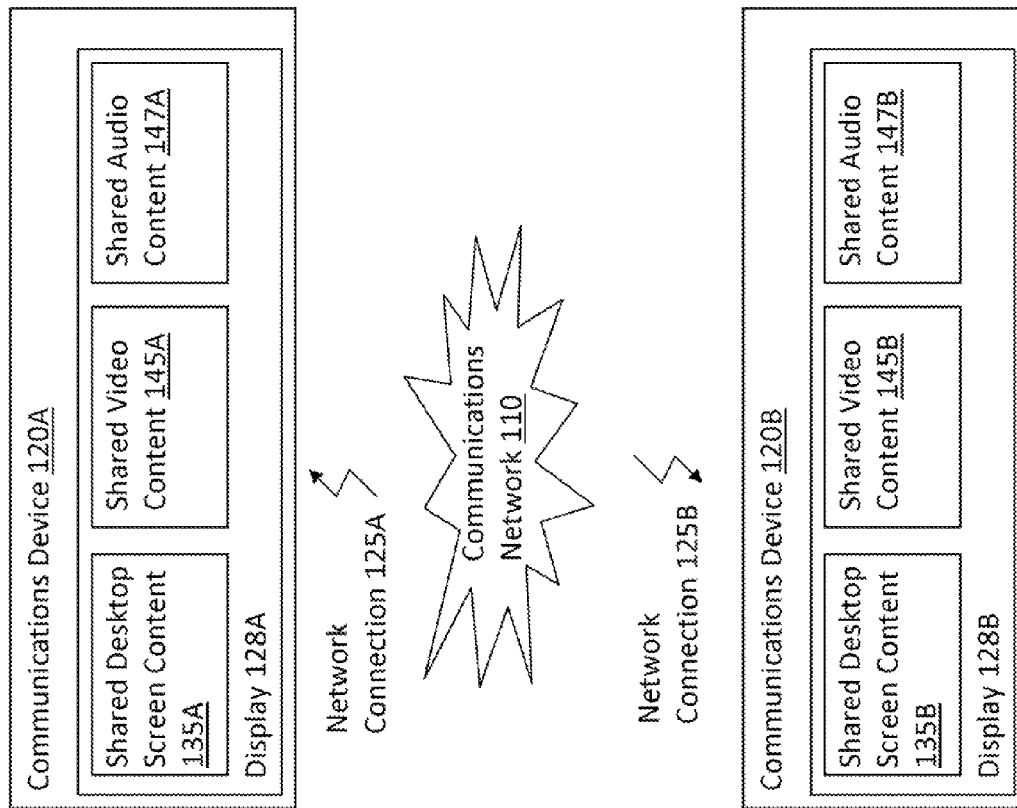 Communications Device 120A
Shared Desktop
Screen Content
135A
Shared Video
Content 145A
Shared Audio
Content 147A
Display 128A
Network
Connection 125A
Communications
Network 110
Network
Connection 125B
Communications Device 120B
Shared Desktop
Screen Content
135B
Shared Video
Content 145B
Shared Audio
Content 147B
Display 128B